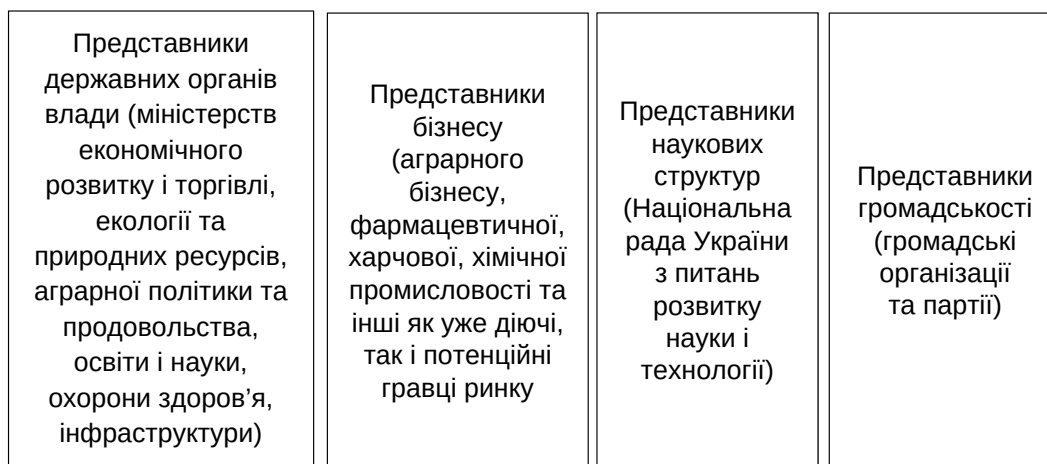 Представники
державних органів
влади (міністерств
економічного
розвитку і торгівлі,
екології та
природних ресурсів,
аграрної політики та
продовольства,
освіти і науки,
охорони здоров’я,
інфраструктури)
Представники
бізнесу
(аграрного
бізнесу,
фармацевтичної,
харчової, хімічної
промисловості та
інші як уже діючі,
так і потенційні
гравці ринку
Представники
наукових
структур
(Національна
рада України
з питань
розвитку
науки і
технології)
Представники
громадськості
(громадські
організації
та партії)